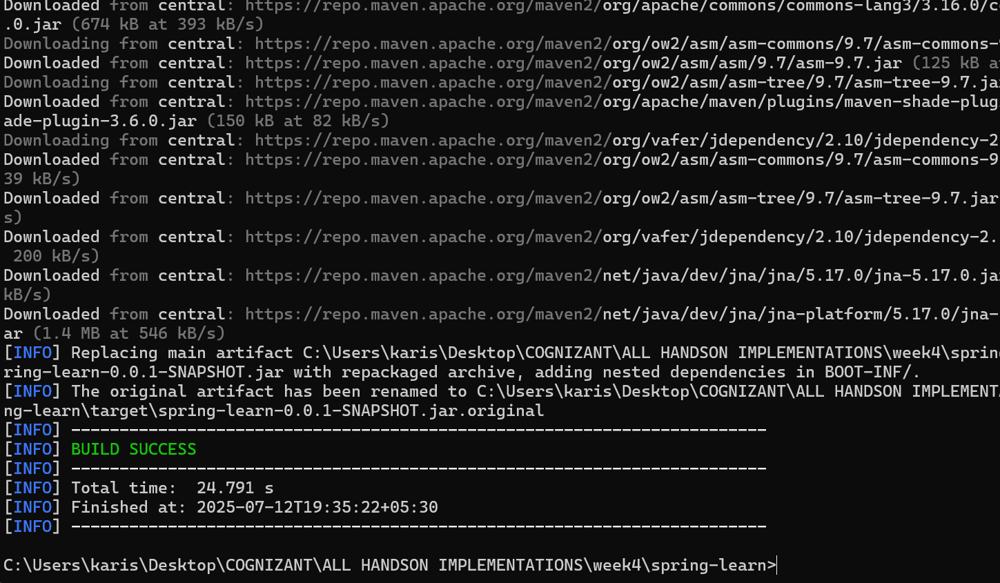 Downloaded from central: https://repo.maven.apache.org/maven2/org/apache/commons/commons-lang3/3.16.0/c
.0.jar (674 kB at 393 kB/s)
Downloading from central: https://repo.maven.apache.org/maven2/org/ow2/asm/asm-commons/9.7/asm-commons-
Downloaded from central: https://repo.maven.apache.org/maven2/org/ow2/asm/asm/9.7/asm-9.7.jar (125 kB a
Downloading from central: https://repo.maven.apache.org/maven2/org/ow2/asm/asm-tree/9.7/asm-tree-9.7.ja
Downloaded from central: https://repo.maven.apache.org/maven2/org/apache/maven/plugins/maven-shade-plug
ade-plugin-3.6.0.jar (150 kB at 82 kB/s)
Downloading from central: https://repo.maven.apache.org/maven2/org/vafer/jdependency/2.10/jdependency-2
Downloaded from central: https://repo.maven.apache.org/maven2/org/ow2/asm/asm-commons/9.7/asm-commons-9
39 kB/s)
Downloaded from central: https://repo.maven.apache.org/maven2/org/ow2/asm/asm-tree/9.7/asm-tree-9.7.jar
s)
Downloaded from central: https://repo.maven.apache.org/maven2/org/vafer/jdependency/2.10/jdependency-2.
200 kB/s)
Downloaded from central: https://repo.maven.apache.org/maven2/net/java/dev/jna/jna/5.17.0/jna-5.17.0.ja
kB/s)
Downloaded from central: https://repo.maven.apache.org/maven2/net/java/dev/jna/jna-platform/5.17.0/jna-
ar (1.4 MB at 546 kB/s)
[INFO] Replacing main artifact C:\Users\karis\Desktop\COGNIZANT\ALL HANDSON IMPLEMENTATIONS\week4\sprin
ring-learn-0.0.1-SNAPSHOT.jar with repackaged archive, adding nested dependencies in BOOT-INF/.
[INFO] The original artifact has been renamed to C:\Users\karis\Desktop\COGNIZANT\ALL HANDSON IMPLEMENT
ng-learn\target\spring-learn-0.0.1-SNAPSHOT.jar.original
[INFO] ------------------------------------------------------------------------
[INFO] BUILD SUCCESS
[INFO] ------------------------------------------------------------------------
[INFO] Total time:  24.791 s
[INFO] Finished at: 2025-07-12T19:35:22+05:30
[INFO] ------------------------------------------------------------------------
C:\Users\karis\Desktop\COGNIZANT\ALL HANDSON IMPLEMENTATIONS\week4\spring-learn>